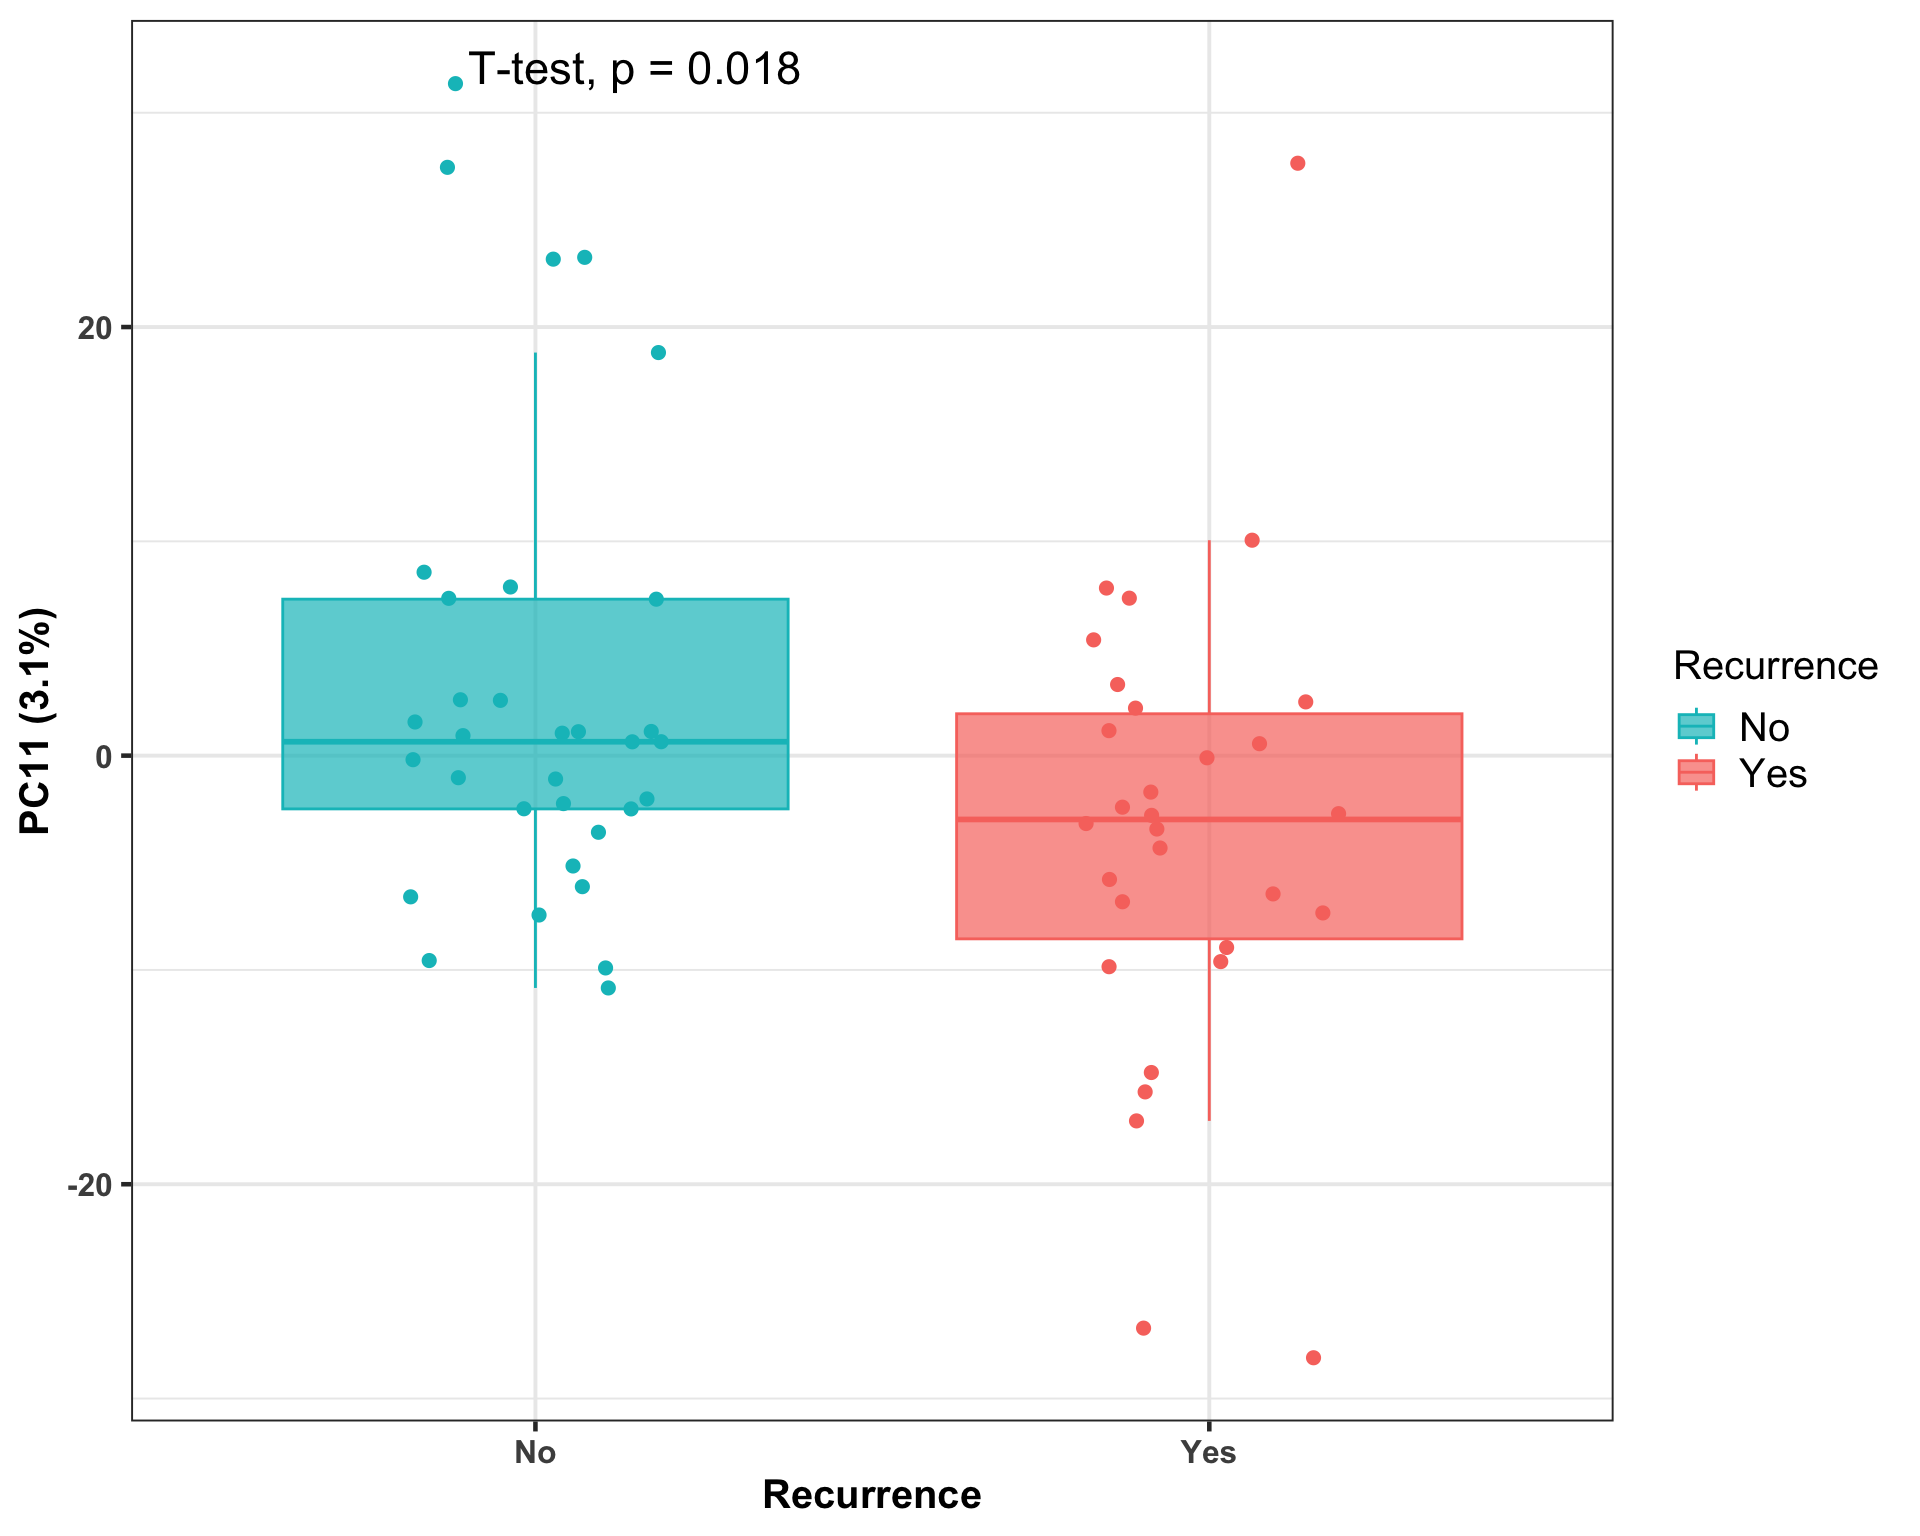 T-test, p = 0.018
20
0
-20
PC11 (3.1%)
No
Yes
Recurrence
Recurrence
No
Yes